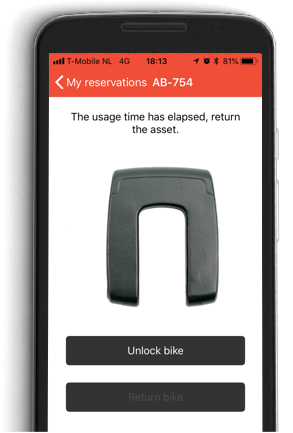 T-Mobile NL 4G 18:13 81%
My reservations AB-754
The usage time has elapsed, return
the asset.
Unlock bike
Return bike